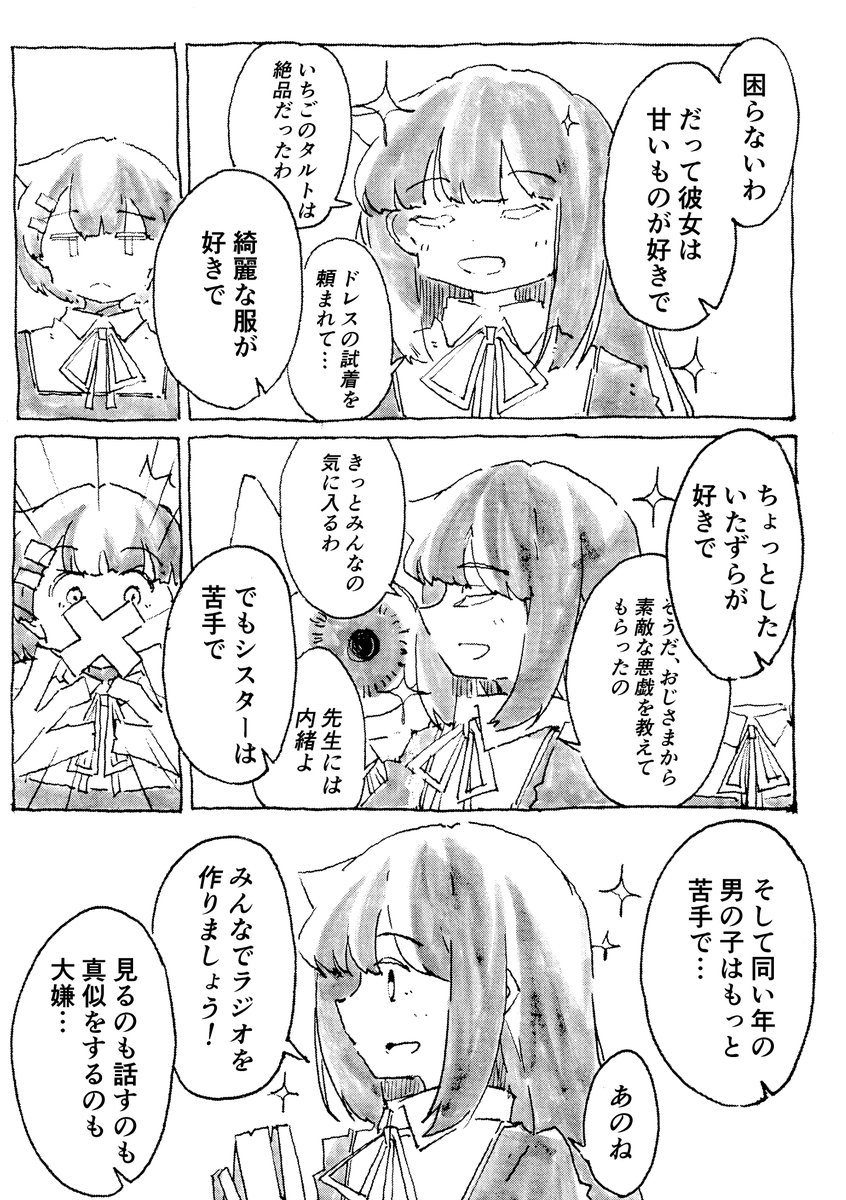 困らないわ
だって彼女は
甘いものが好きで
いちごのタルトは
絶品だったわ
ドレスの試着を
頼まれて…
綺麗な服が
好きで
ちょっとした
いたずらが
好きで
そうだ、おじさまから
素敵な悪戯を教えて
もらったの
きっとみんなの
気に入るわ
先生には
内緒よ
でもシスターは
苦手で
そして同い年の
男の子はもっと
苦手で…
あのね
みんなでラジオを
作りましょう！
見るのも話すのも
真似をするのも
大嫌…